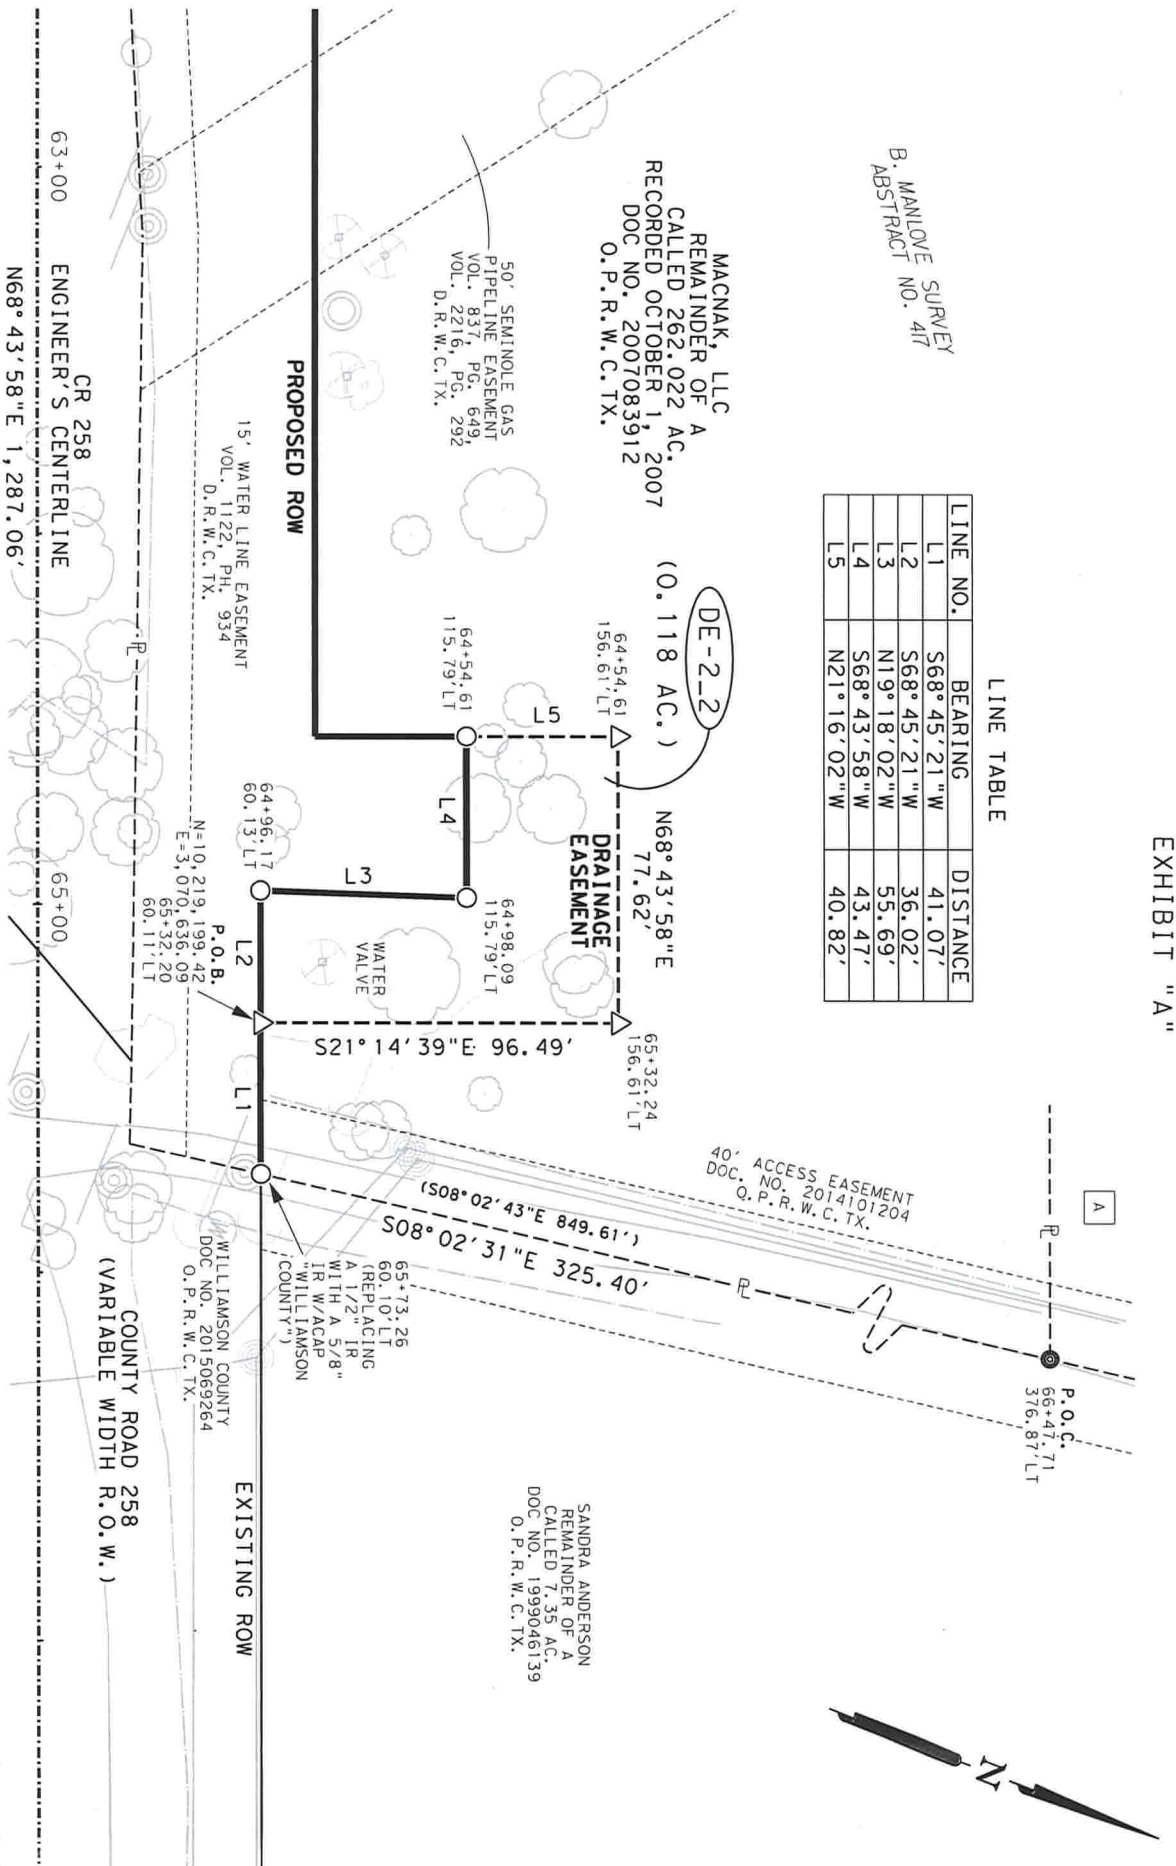 EXHIBIT "A"
LINE TABLE
LINE NO. BEARING DISTANCE
L1 S68°45'21"W 41.07'
L2 S68°45'21"W 36.02'
L3 N19°18'02"W 55.69'
L4 S68°43'58"W 43.47'
L5 N21°16'02"W 40.82'
B. MANLOVE SURVEY
ABSTRACT NO. 417
A
P.O.C.
66+47.71
376.87'LT
MACNAK, LLC
REMAINDER OF A
CALLED 262.022 AC.
RECORDED OCTOBER 1, 2007
DOC NO. 2007083912
O.P.R.W.C.TX.
DE-2_2
(0.118 AC.)
40' ACCESS EASEMENT
DOC. NO. 2014101204
O.P.R.W.C.TX.
PL
PL
N68°43'58"E
77.62'
64+54.61
156.61'LT
65+32.24
156.61'LT
DRAINAGE
EASEMENT
L5
L4
64+54.61
115.79'LT
64+98.09
115.79'LT
50' SEMINOLE GAS
PIPELINE EASEMENT
VOL. 837, PG. 649,
VOL. 2216, PG. 292
D.R.W.C.TX.
SANDRA ANDERSON
REMAINDER OF A
CALLED 7.35 AC.
DOC NO. 1999046139
O.P.R.W.C.TX.
(S08°02'43"E 849.61')
S08°02'31"E 325.40'
WATER
VALVE
L3
S21°14'39"E 96.49'
65+73.26
60.10'LT
(REPLACING
A 1/2" IR
WITH A 5/8"
IR W/ACAP
"WILLIAMSON
COUNTY")
PROPOSED ROW
64+96.17
60.13'LT
L2
L1
EXISTING ROW
15' WATER LINE EASEMENT
VOL. 1122, PH. 934
D.R.W.C.TX.
P.O.B.
N=10,219,199.42
E=3,070,636.09
65+32.20
60.11'LT
WILLIAMSON COUNTY
DOC NO. 2015069264
O.P.R.W.C.TX.
PL
COUNTY ROAD 258
(VARIABLE WIDTH R.O.W.)
CR 258
63+00 ENGINEER'S CENTERLINE 65+00
N68°43'58"E 1,287.06'
N